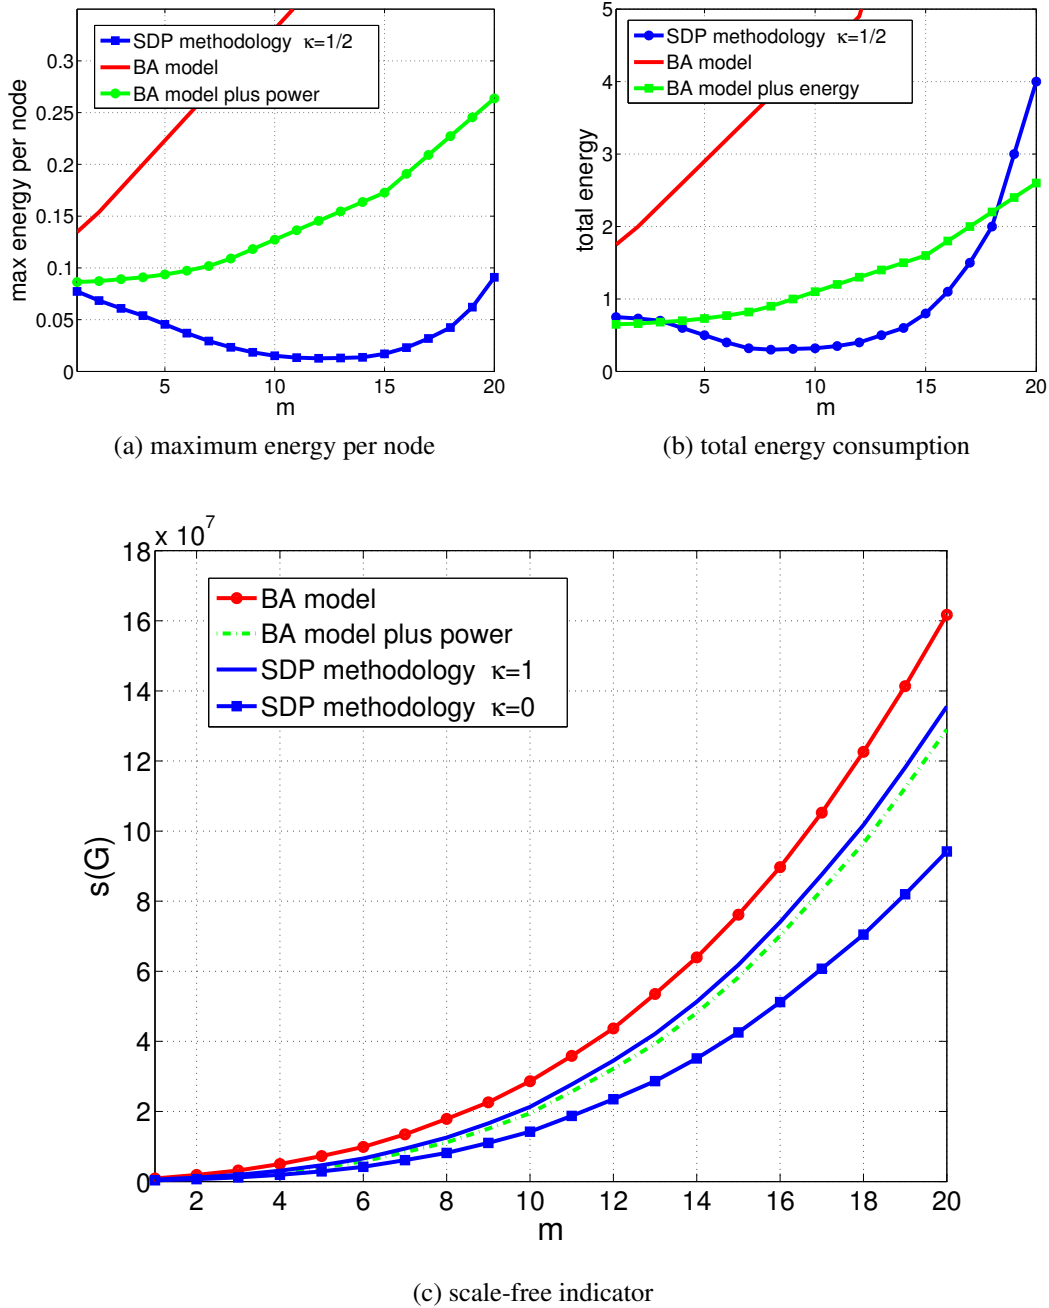 SDP methodology κ=1/2
BA model
BA model plus power
max energy per node
0.3
0.25
0.2
0.15
0.1
0.05
0
5 10 15 20
m
(a) maximum energy per node
SDP methodology κ=1/2
BA model
BA model plus energy
total energy
5
4
3
2
1
0
5 10 15 20
m
(b) total energy consumption
x 10^7
BA model
BA model plus power
SDP methodology κ=1
SDP methodology κ=0
s(G)
18
16
14
12
10
8
6
4
2
0
2 4 6 8 10 12 14 16 18 20
m
(c) scale-free indicator